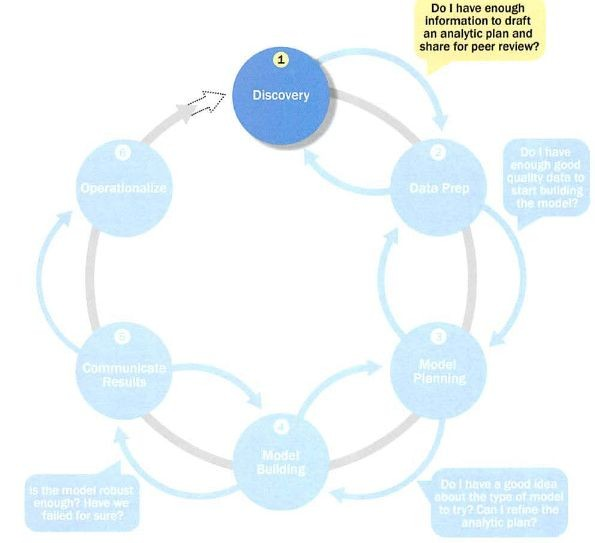 Do I have enough
information to draft
an analytic plan and
share for peer review?
1
Discovery
2
Data Prep
Do I have
enough good
quality data to
start building
the model?
3
Model
Planning
Do I have a good idea
about the type of model
to try? Can I refine the
analytic plan?
4
Model
Building
Is the model robust
enough? Have we
failed for sure?
5
Communicate
Results
6
Operationalize